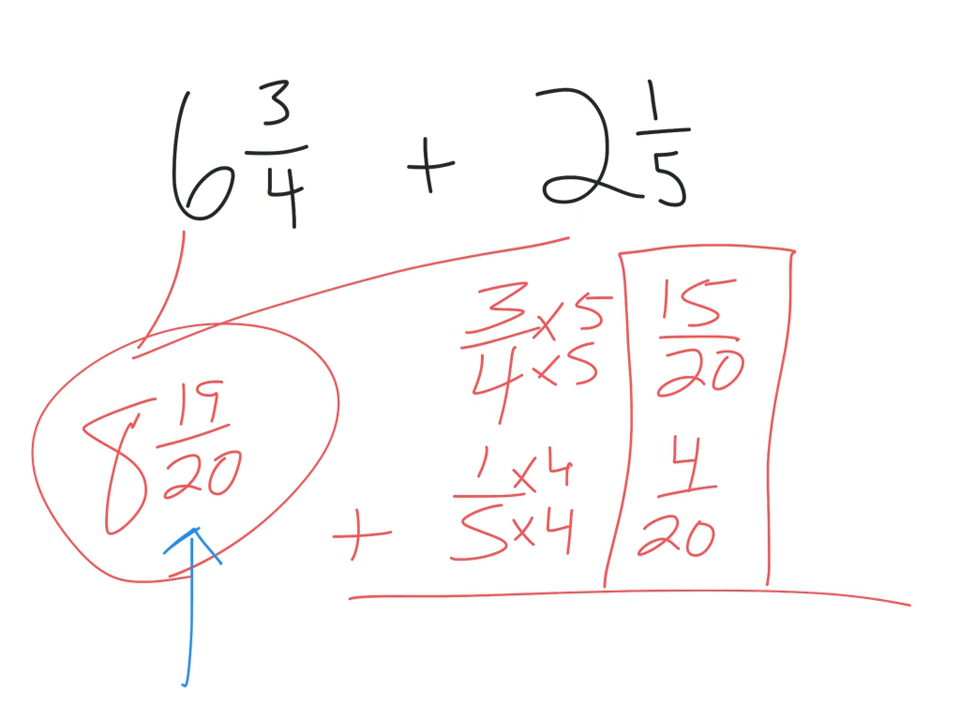 6 3/4 + 2 1/5
3/4 ×5 ×5 15/20
8 19/20
+ 1/5 ×4 ×4 4/20